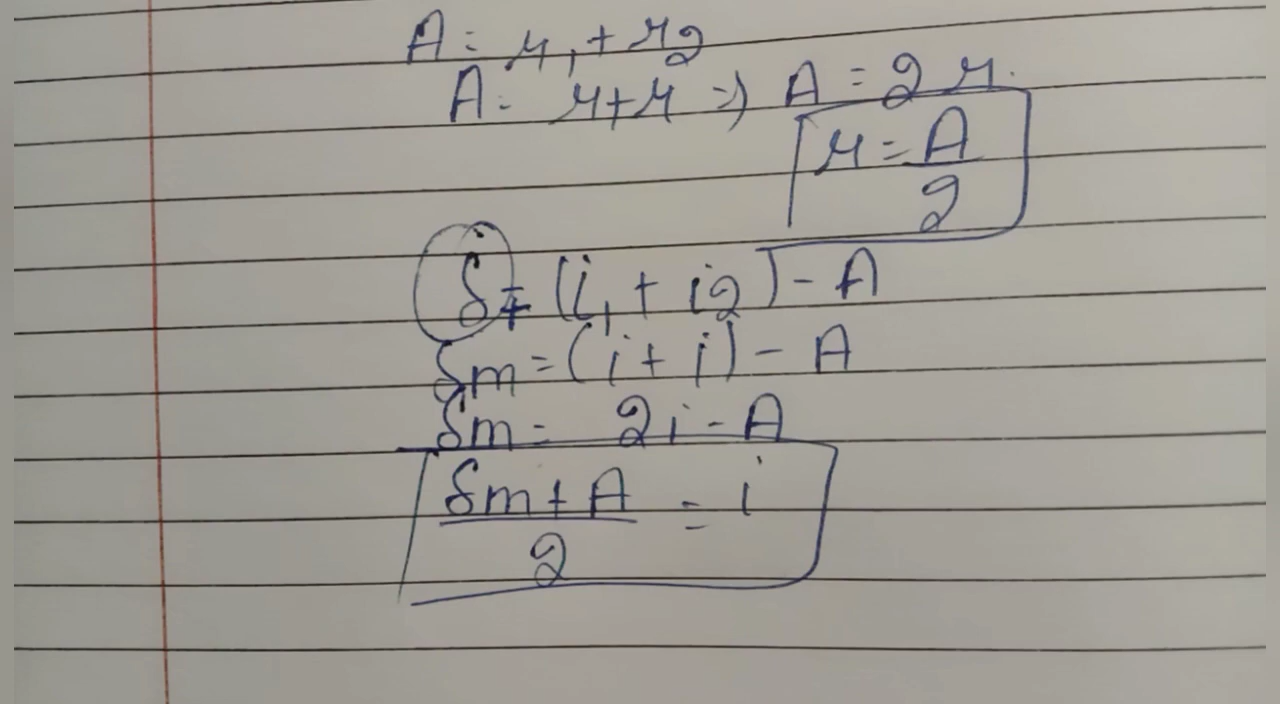 A = r₁ + r₂
A = r + r ⇒ A = 2r.
r = A/2
δ = (i₁ + i₂) - A
δm = (i + i) - A
δm = 2i - A
δm + A/2 = i